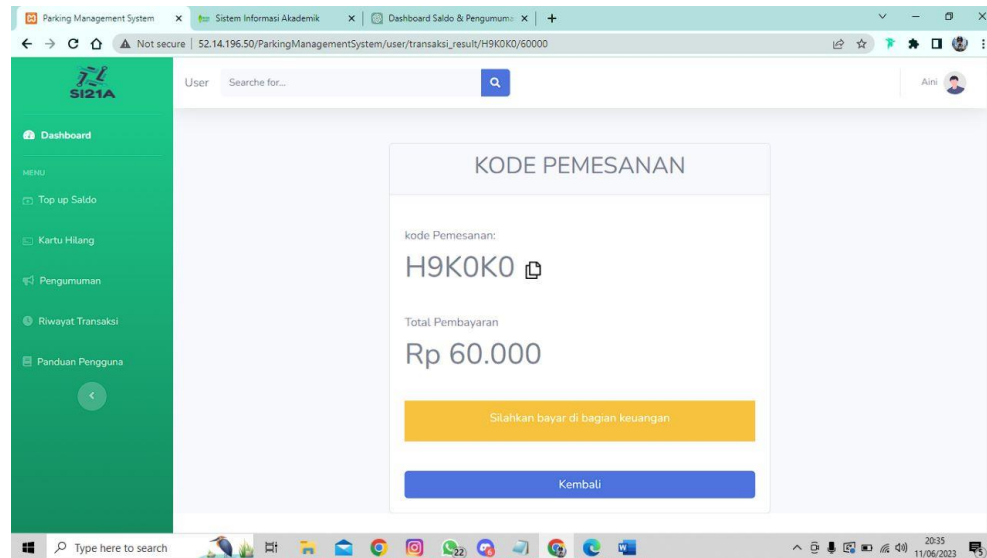 Parking Management System
Sistem Informasi Akademik
Dashboard Saldo & Pengumum
Not secure | 52.14.196.50/ParkingManagementSystem/user/transaksi_result/H9K0K0/60000
SI21A
User
Searche for...
Aini
Dashboard
MENU
Top up Saldo
Kartu Hilang
Pengumuman
Riwayat Transaksi
Panduan Pengguna
KODE PEMESANAN
kode Pemesanan:
H9K0K0
Total Pembayaran
Rp 60.000
Silahkan bayar di bagian keuangan
Kembali
Type here to search
22
20:35
11/06/2023